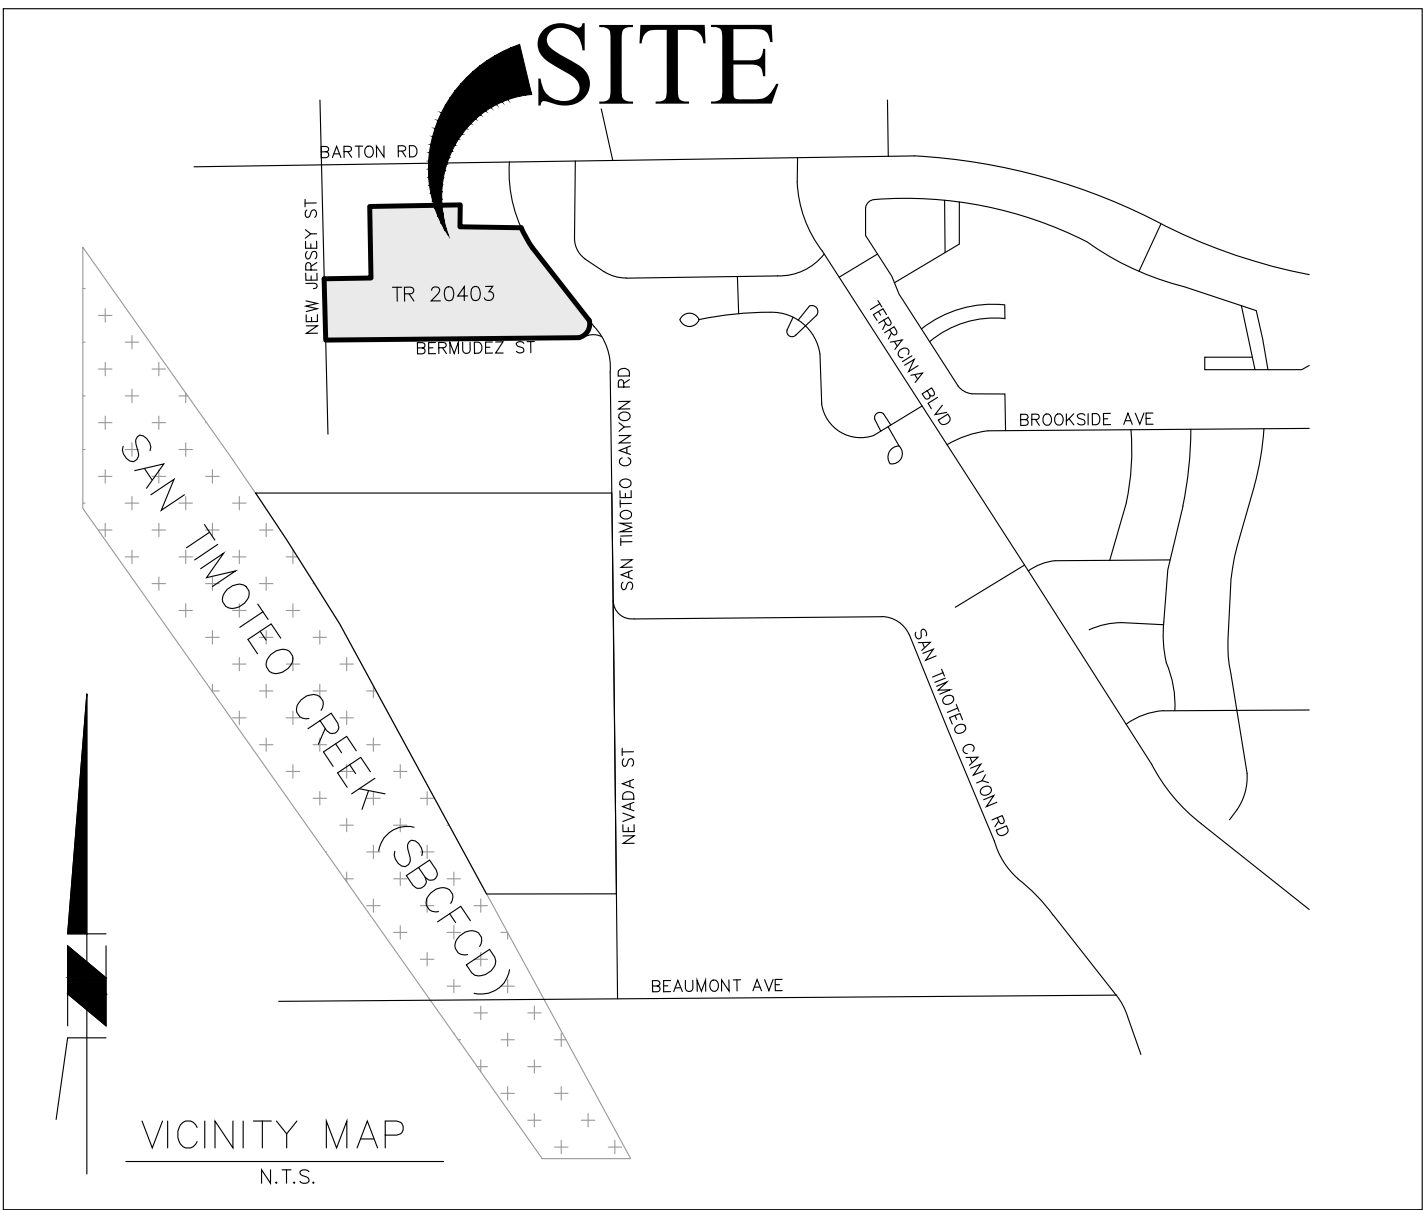 SITE
BARTON RD
NEW JERSEY ST
TR 20403
BERMUDEZ ST
TERRACINA BLVD
SAN TIMOTEO CANYON RD
BROOKSIDE AVE
SAN TIMOTEO CREEK (SBCFCD)
SAN TIMOTEO CANYON RD
NEVADA ST
BEAUMONT AVE
N
VICINITY MAP
N.T.S.